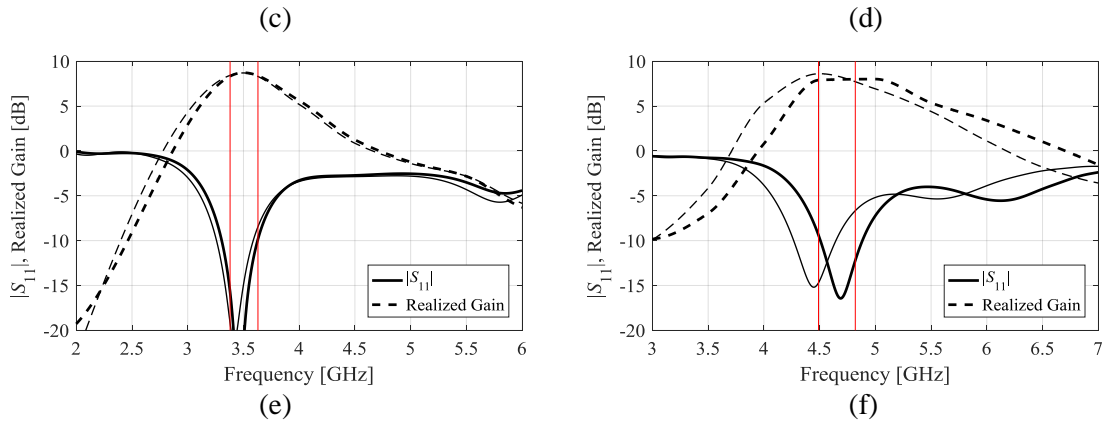 (c)
(d)
10
5
0
-5
-10
-15
-20
|S11|, Realized Gain [dB]
|S11|
Realized Gain
2
2.5
3
3.5
4
4.5
5
5.5
6
Frequency [GHz]
10
5
0
-5
-10
-15
-20
|S11|, Realized Gain [dB]
|S11|
Realized Gain
3
3.5
4
4.5
5
5.5
6
6.5
7
Frequency [GHz]
(e)
(f)